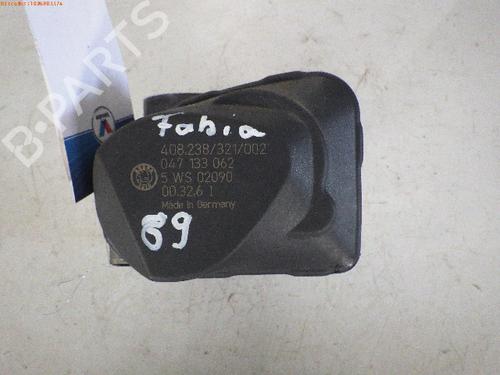 B-PARTS
Fabia
408.238/321/002
047 133 062
5 WS 02090
00.32.6 1
Made in Germany
89